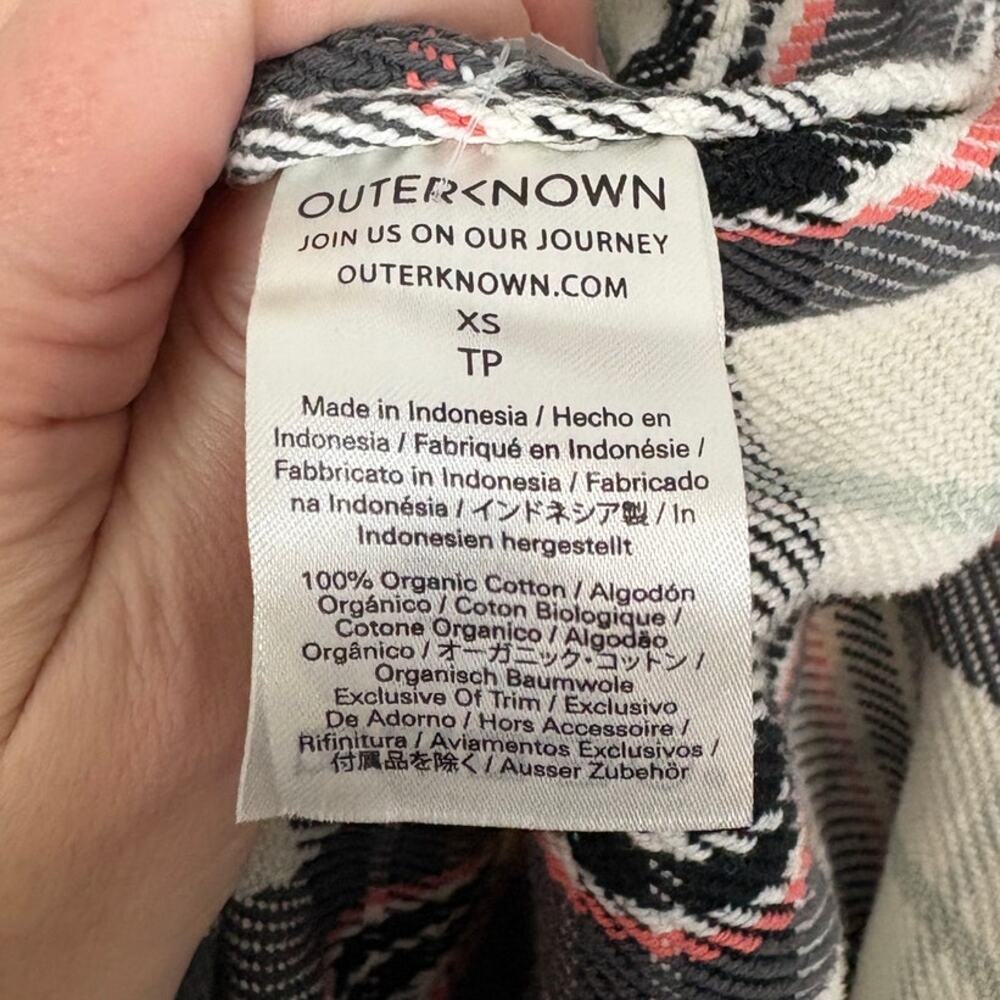 OUTERKNOWN
JOIN US ON OUR JOURNEY
OUTERKNOWN.COM
XS
TP
Made in Indonesia / Hecho en
Indonesia / Fabriqué en Indonésie /
Fabbricato in Indonesia / Fabricado
na Indonésia / インドネシア製 / In
Indonesien hergestellt
100% Organic Cotton / Algodón
Orgánico / Coton Biologique /
Cotone Organico / Algodão
Orgânico / オーガニック·コットン /
Organisch Baumwole
Exclusive Of Trim / Exclusivo
De Adorno / Hors Accessoire /
Rifinitura / Aviamentos Exclusivos /
付属品を除く / Ausser Zubehör